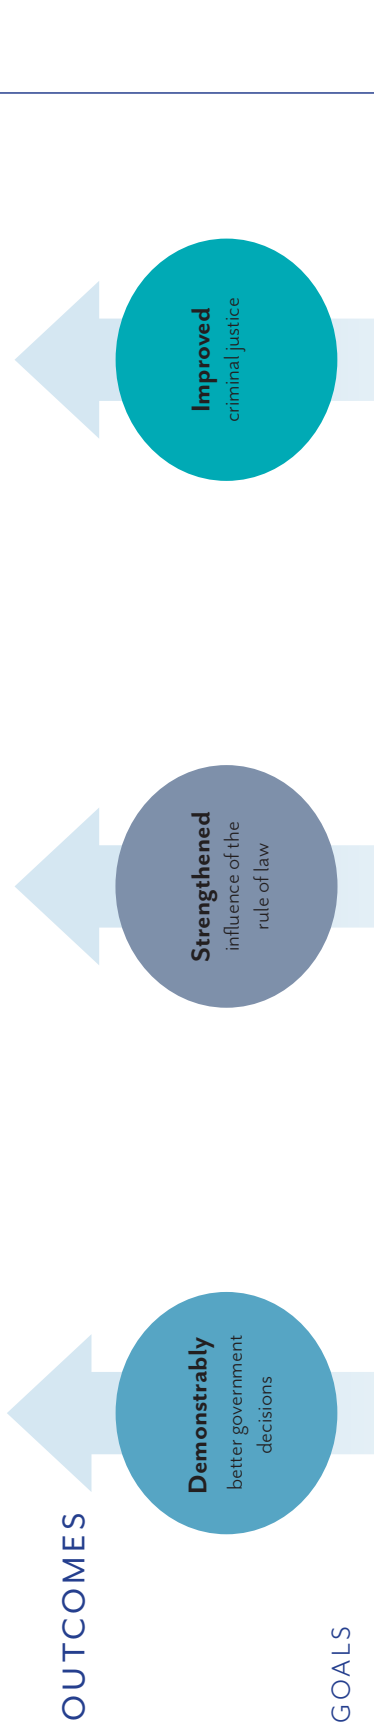 OUTCOMES
Demonstrably
better government
decisions
Strengthened
influence of the
rule of law
Improved
criminal justice
GOALS